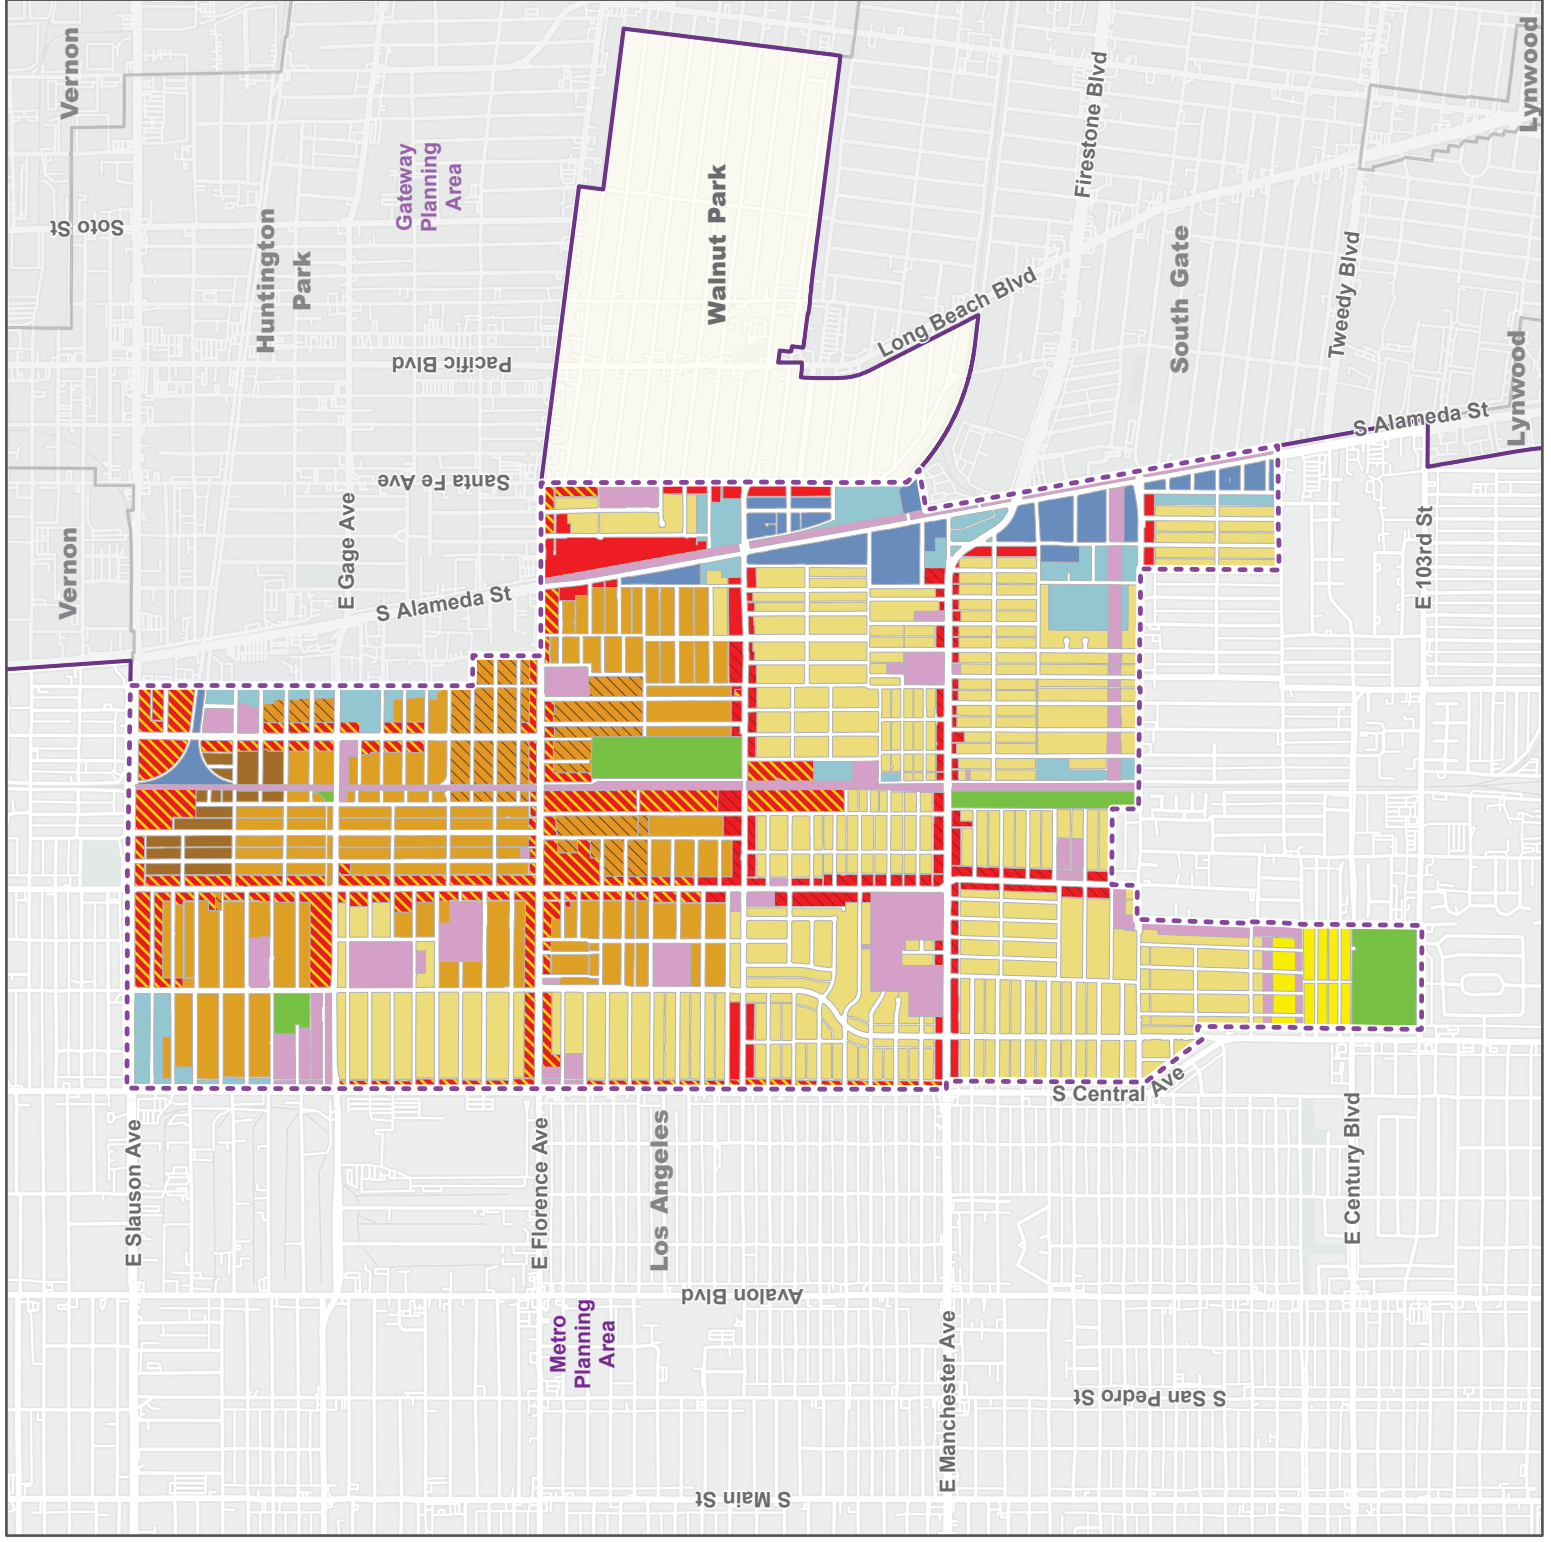 Vernon
Soto St
Huntington
Park
Gateway
Planning
Area
Pacific Blvd
Santa Fe Ave
Walnut Park
Long Beach Blvd
Firestone Blvd
South Gate
Tweedy Blvd
Lynwood
Lynwood
S Alameda St
Vernon
E Gage Ave
S Alameda St
E 103rd St
S Central Ave
E Slauson Ave
E Florence Ave
Los Angeles
Avalon Blvd
Metro
Planning
Area
E Manchester Ave
E Century Blvd
S San Pedro St
S Main St